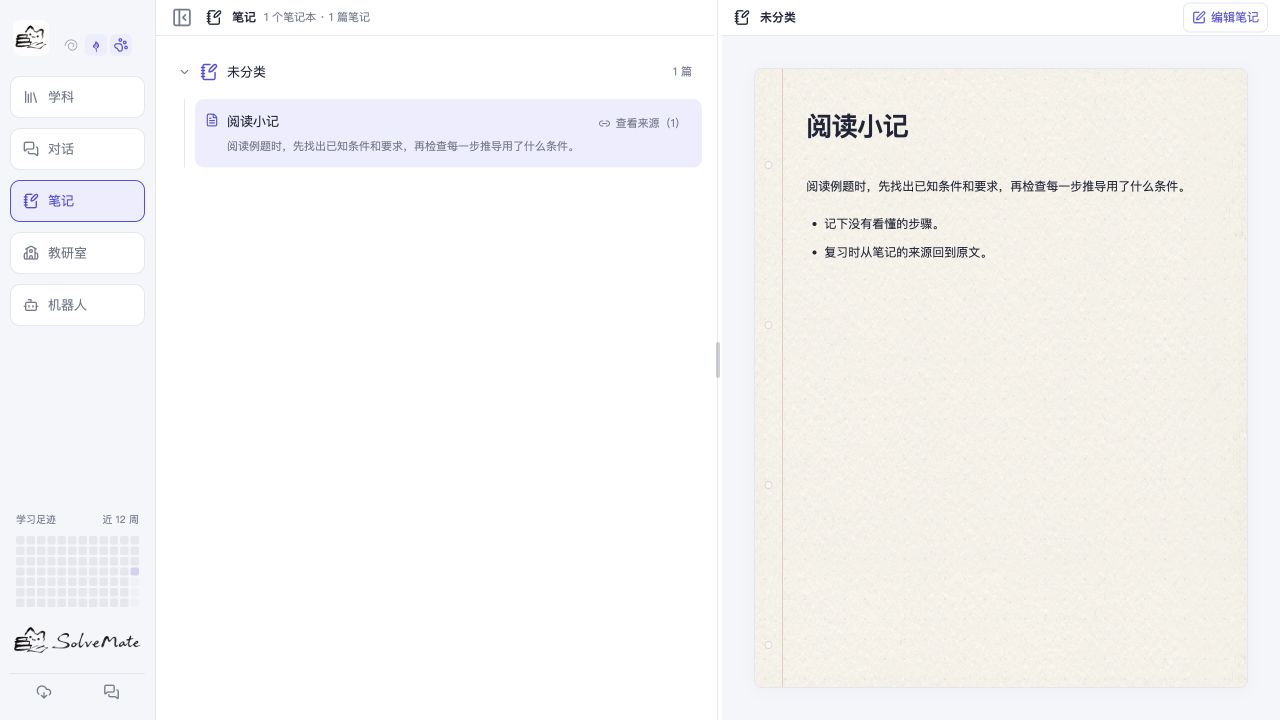 学科
对话
笔记
教研室
机器人
学习足迹 近 12 周
SolveMate
笔记 1 个笔记本 · 1 篇笔记
未分类 1 篇
阅读小记 查看来源（1）
阅读例题时，先找出已知条件和要求，再检查每一步推导用了什么条件。
未分类 编辑笔记
阅读小记
阅读例题时，先找出已知条件和要求，再检查每一步推导用了什么条件。
• 记下没有看懂的步骤。
• 复习时从笔记的来源回到原文。